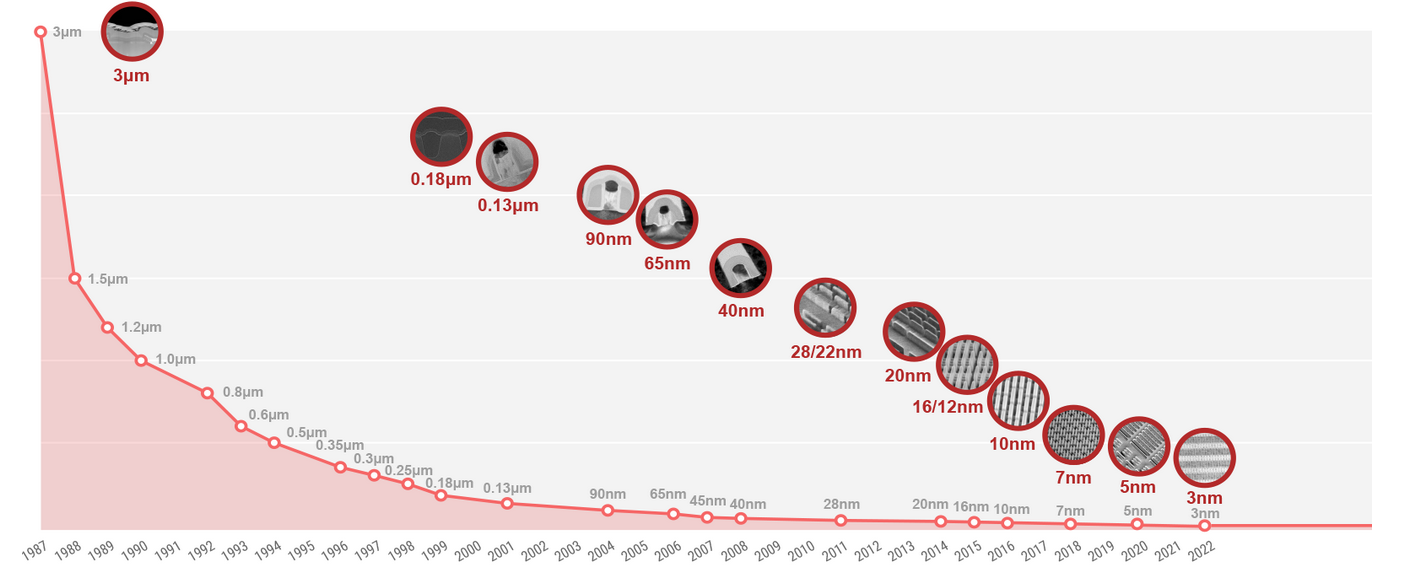 3µm
3µm
0.18µm
0.13µm
90nm
65nm
40nm
28/22nm
20nm
16/12nm
10nm
7nm
5nm
3nm
1.5µm
1.2µm
1.0µm
0.8µm
0.6µm
0.5µm
0.35µm
0.3µm
0.25µm
0.18µm
0.13µm
90nm
65nm
45nm
40nm
28nm
20nm
16nm
10nm
7nm
5nm
3nm
1987
1988
1989
1990
1991
1992
1993
1994
1995
1996
1997
1998
1999
2000
2001
2002
2003
2004
2005
2006
2007
2008
2009
2010
2011
2012
2013
2014
2015
2016
2017
2018
2019
2020
2021
2022